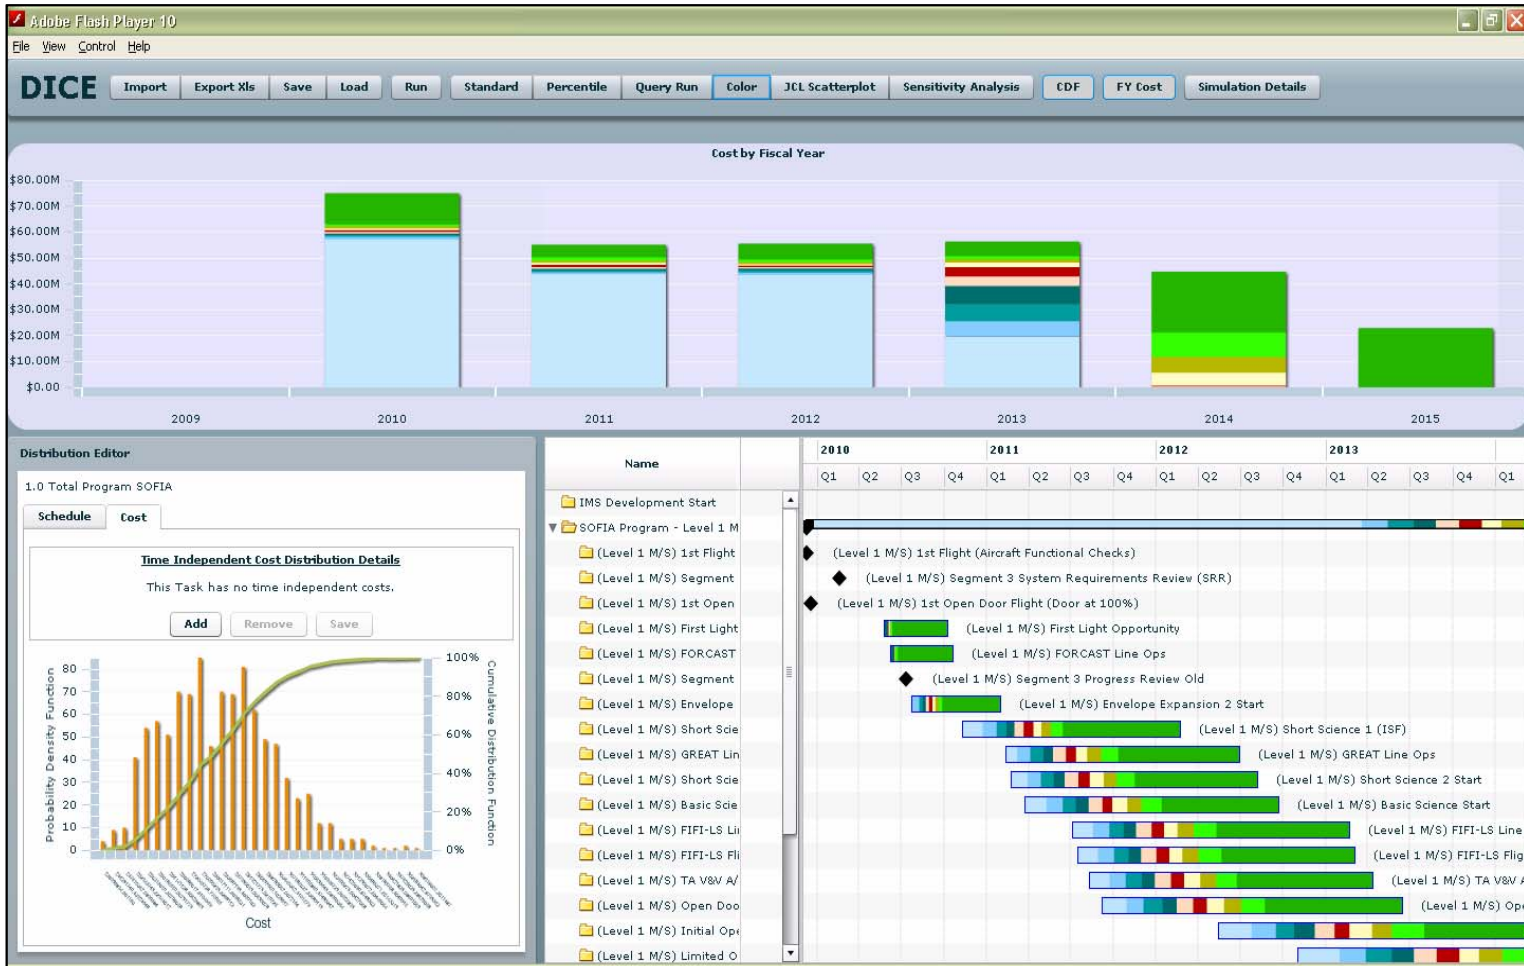 Adobe Flash Player 10
File View Control Help
DICE Import Export Xls Save Load Run Standard Percentile Query Run Color JCL Scatterplot Sensitivity Analysis CDF FY Cost Simulation Details
Cost by Fiscal Year
$80.00M
$70.00M
$60.00M
$50.00M
$40.00M
$30.00M
$20.00M
$10.00M
$0.00
2009 2010 2011 2012 2013 2014 2015
Distribution Editor
1.0 Total Program SOFIA
Schedule Cost
Time Independent Cost Distribution Details
This Task has no time independent costs.
Add Remove Save
Probability Density Function
80
70
60
50
40
30
20
10
0
100%
80%
60%
40%
20%
0%
Cumulative Distribution Function
Cost
Name
2010 2011 2012 2013
Q1 Q2 Q3 Q4 Q1 Q2 Q3 Q4 Q1 Q2 Q3 Q4 Q1 Q2 Q3 Q4 Q1
IMS Development Start
SOFIA Program - Level 1 M
(Level 1 M/S) 1st Flight (Level 1 M/S) 1st Flight (Aircraft Functional Checks)
(Level 1 M/S) Segment (Level 1 M/S) Segment 3 System Requirements Review (SRR)
(Level 1 M/S) 1st Open (Level 1 M/S) 1st Open Door Flight (Door at 100%)
(Level 1 M/S) First Light (Level 1 M/S) First Light Opportunity
(Level 1 M/S) FORCAST (Level 1 M/S) FORCAST Line Ops
(Level 1 M/S) Segment (Level 1 M/S) Segment 3 Progress Review Old
(Level 1 M/S) Envelope (Level 1 M/S) Envelope Expansion 2 Start
(Level 1 M/S) Short Scie (Level 1 M/S) Short Science 1 (ISF)
(Level 1 M/S) GREAT Lin (Level 1 M/S) GREAT Line Ops
(Level 1 M/S) Short Scie (Level 1 M/S) Short Science 2 Start
(Level 1 M/S) Basic Scie (Level 1 M/S) Basic Science Start
(Level 1 M/S) FIFI-LS Li (Level 1 M/S) FIFI-LS Line
(Level 1 M/S) FIFI-LS Fli (Level 1 M/S) FIFI-LS Flig
(Level 1 M/S) TA V&V A/ (Level 1 M/S) TA V&V A
(Level 1 M/S) Open Doo (Level 1 M/S) Ope
(Level 1 M/S) Initial Ope
(Level 1 M/S) Limited O